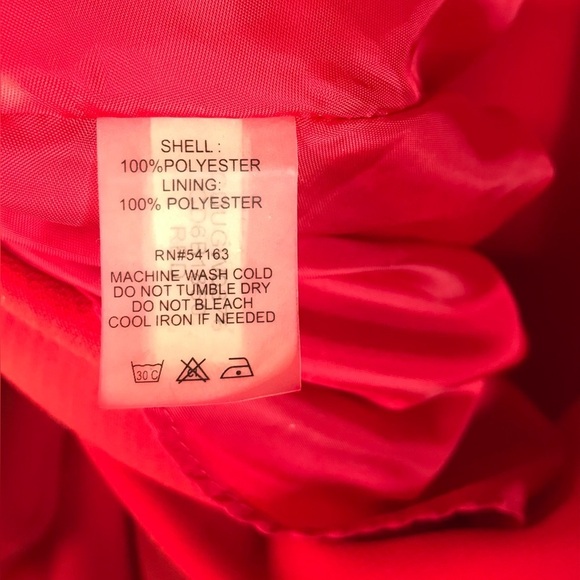 SHELL :
100%POLYESTER
LINING:
100% POLYESTER
RN#54163
MACHINE WASH COLD
DO NOT TUMBLE DRY
DO NOT BLEACH
COOL IRON IF NEEDED
30 C